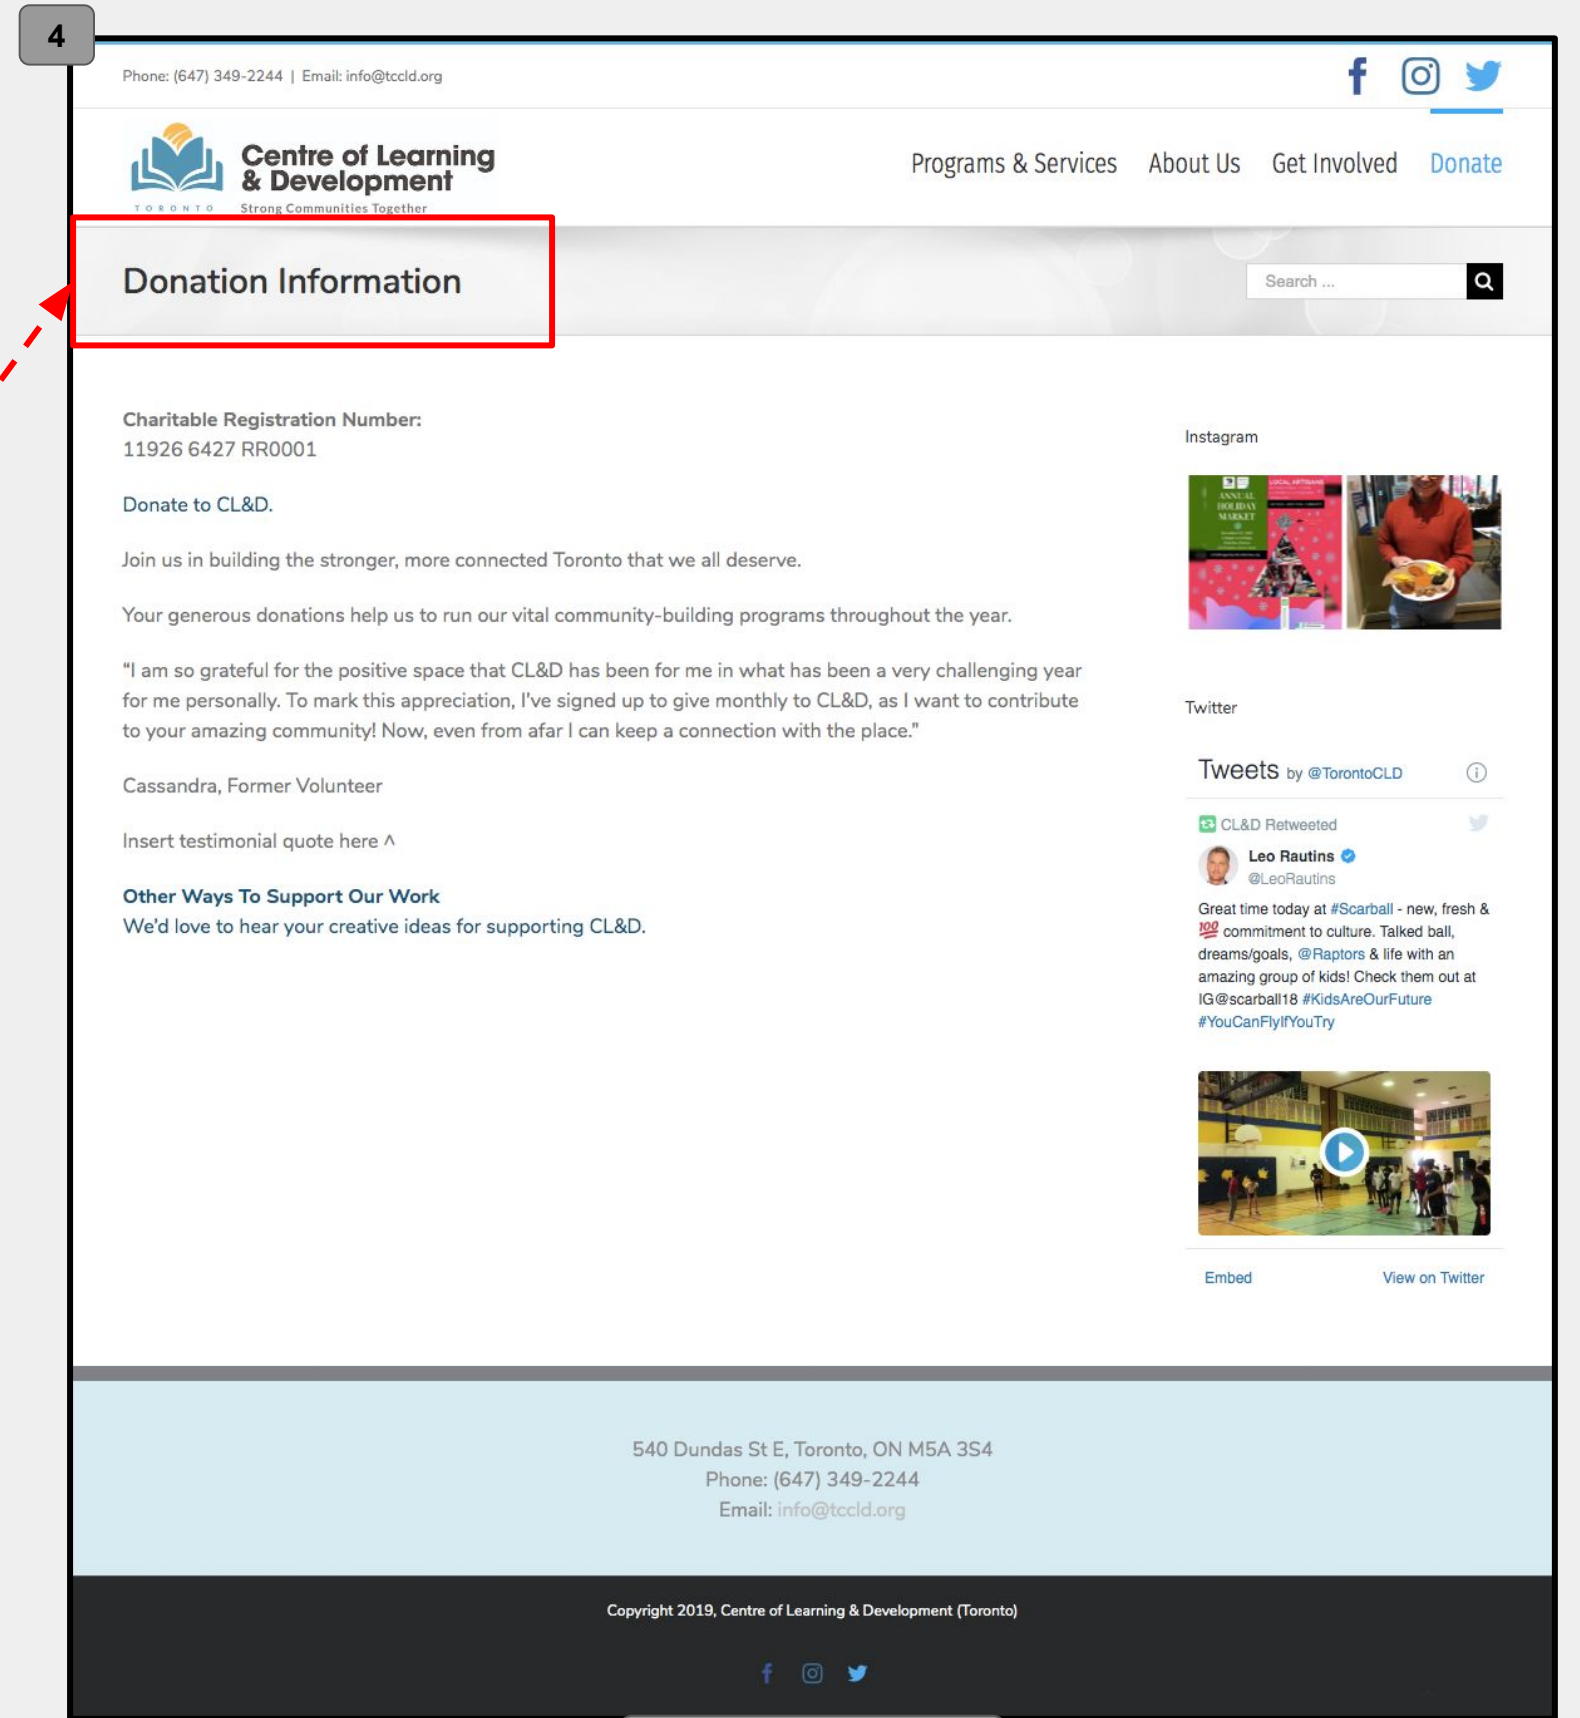 4
Phone: (647) 349-2244 | Email: info@tccld.org
TORONTO
Centre of Learning
& Development
Strong Communities Together
Programs & Services About Us Get Involved Donate
Donation Information
Search ...
Charitable Registration Number:
11926 6427 RR0001
Donate to CL&D.
Join us in building the stronger, more connected Toronto that we all deserve.
Your generous donations help us to run our vital community-building programs throughout the year.
“I am so grateful for the positive space that CL&D has been for me in what has been a very challenging year
for me personally. To mark this appreciation, I've signed up to give monthly to CL&D, as I want to contribute
to your amazing community! Now, even from afar I can keep a connection with the place.”
Cassandra, Former Volunteer
Insert testimonial quote here ^
Other Ways To Support Our Work
We'd love to hear your creative ideas for supporting CL&D.
Instagram
ANNUAL
HOLIDAY
MARKET
LOCAL ARTISANS
Twitter
Tweets by @TorontoCLD
CL&D Retweeted
Leo Rautins
@LeoRautins
Great time today at #Scarball - new, fresh &
💯 commitment to culture. Talked ball,
dreams/goals, @Raptors & life with an
amazing group of kids! Check them out at
IG@scarball18 #KidsAreOurFuture
#YouCanFlyIfYouTry
Embed View on Twitter
540 Dundas St E, Toronto, ON M5A 3S4
Phone: (647) 349-2244
Email: info@tccld.org
Copyright 2019, Centre of Learning & Development (Toronto)